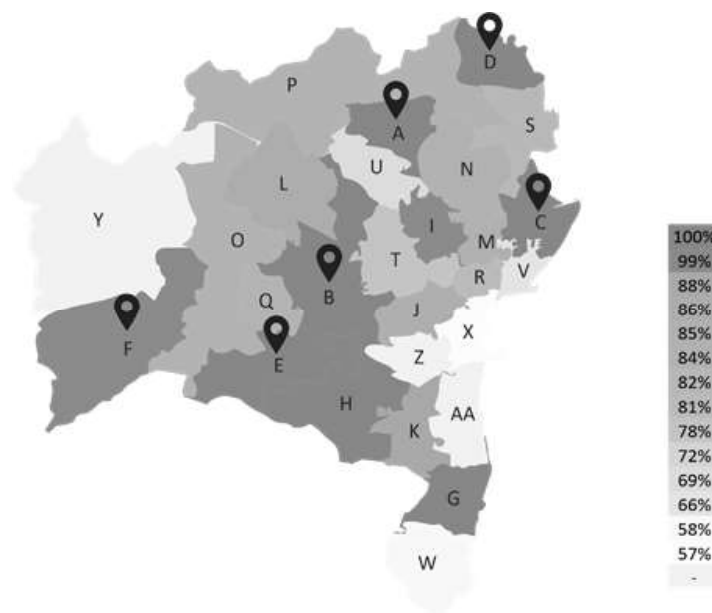 D
P
A
S
U
N
L
Y
C
I
O
M
T
V
R
B
Q
J
X
F
Z
E
H
AA
K
G
W
100%
99%
88%
86%
85%
84%
82%
81%
78%
72%
69%
66%
58%
57%
-